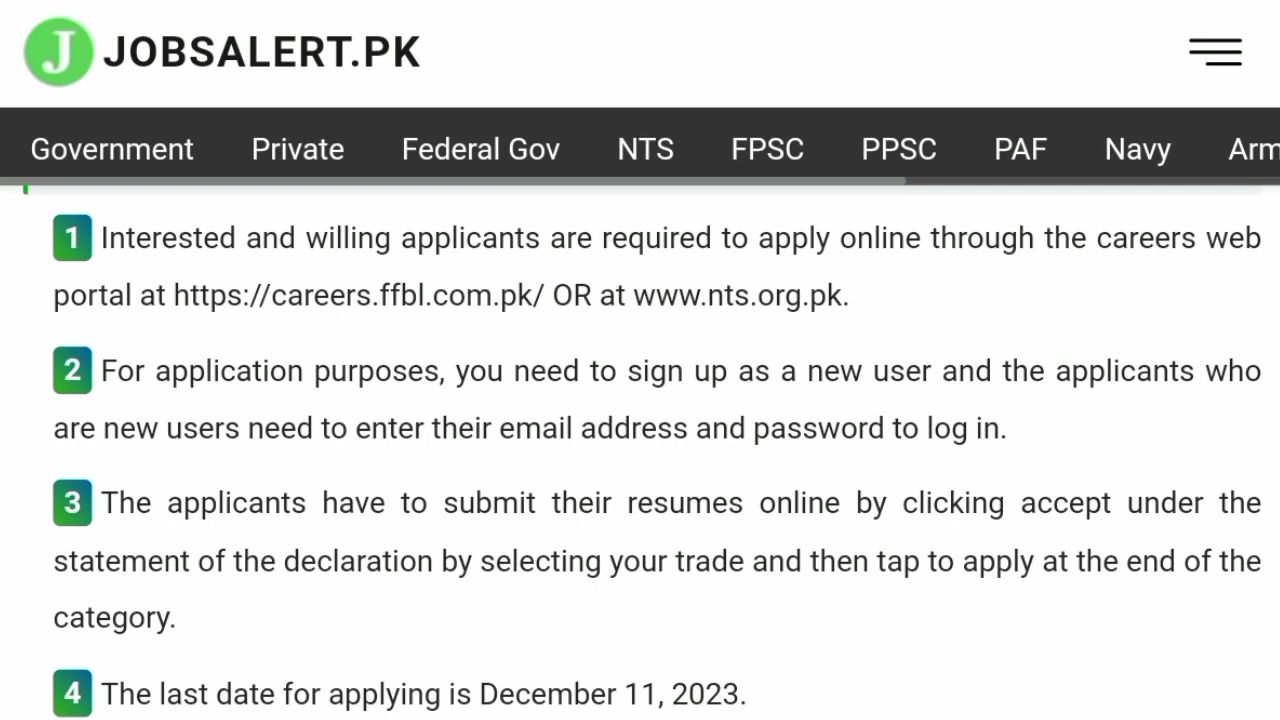 J JOBSALERT.PK
Government Private Federal Gov NTS FPSC PPSC PAF Navy Arm
1 Interested and willing applicants are required to apply online through the careers web
portal at https://careers.ffbl.com.pk/ OR at www.nts.org.pk.
2 For application purposes, you need to sign up as a new user and the applicants who
are new users need to enter their email address and password to log in.
3 The applicants have to submit their resumes online by clicking accept under the
statement of the declaration by selecting your trade and then tap to apply at the end of the
category.
4 The last date for applying is December 11, 2023.